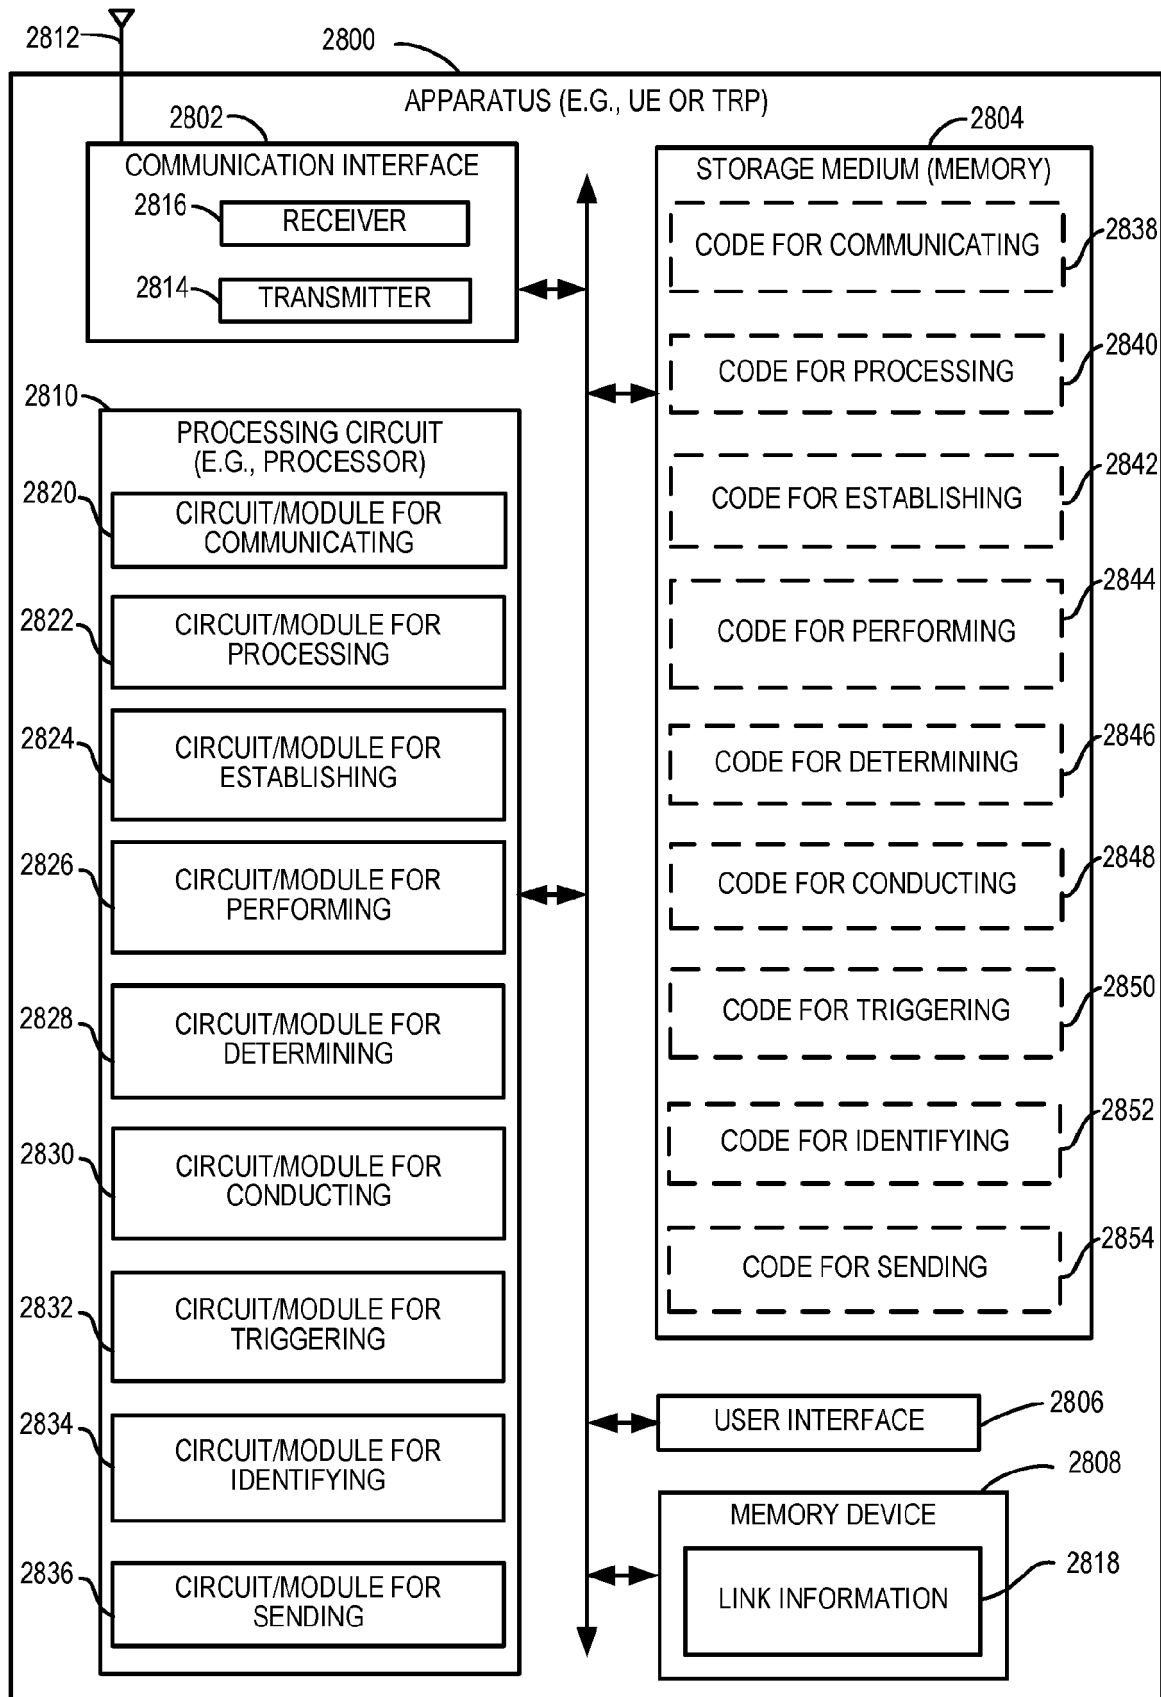 2812
2800
APPARATUS (E.G., UE OR TRP)
2802
COMMUNICATION INTERFACE
2816
RECEIVER
2814
TRANSMITTER
2810
PROCESSING CIRCUIT
(E.G., PROCESSOR)
2820
CIRCUIT/MODULE FOR
COMMUNICATING
2822
CIRCUIT/MODULE FOR
PROCESSING
2824
CIRCUIT/MODULE FOR
ESTABLISHING
2826
CIRCUIT/MODULE FOR
PERFORMING
2828
CIRCUIT/MODULE FOR
DETERMINING
2830
CIRCUIT/MODULE FOR
CONDUCTING
2832
CIRCUIT/MODULE FOR
TRIGGERING
2834
CIRCUIT/MODULE FOR
IDENTIFYING
2836
CIRCUIT/MODULE FOR
SENDING
2804
STORAGE MEDIUM (MEMORY)
CODE FOR COMMUNICATING
2838
CODE FOR PROCESSING
2840
CODE FOR ESTABLISHING
2842
CODE FOR PERFORMING
2844
CODE FOR DETERMINING
2846
CODE FOR CONDUCTING
2848
CODE FOR TRIGGERING
2850
CODE FOR IDENTIFYING
2852
CODE FOR SENDING
2854
USER INTERFACE
2806
2808
MEMORY DEVICE
LINK INFORMATION
2818